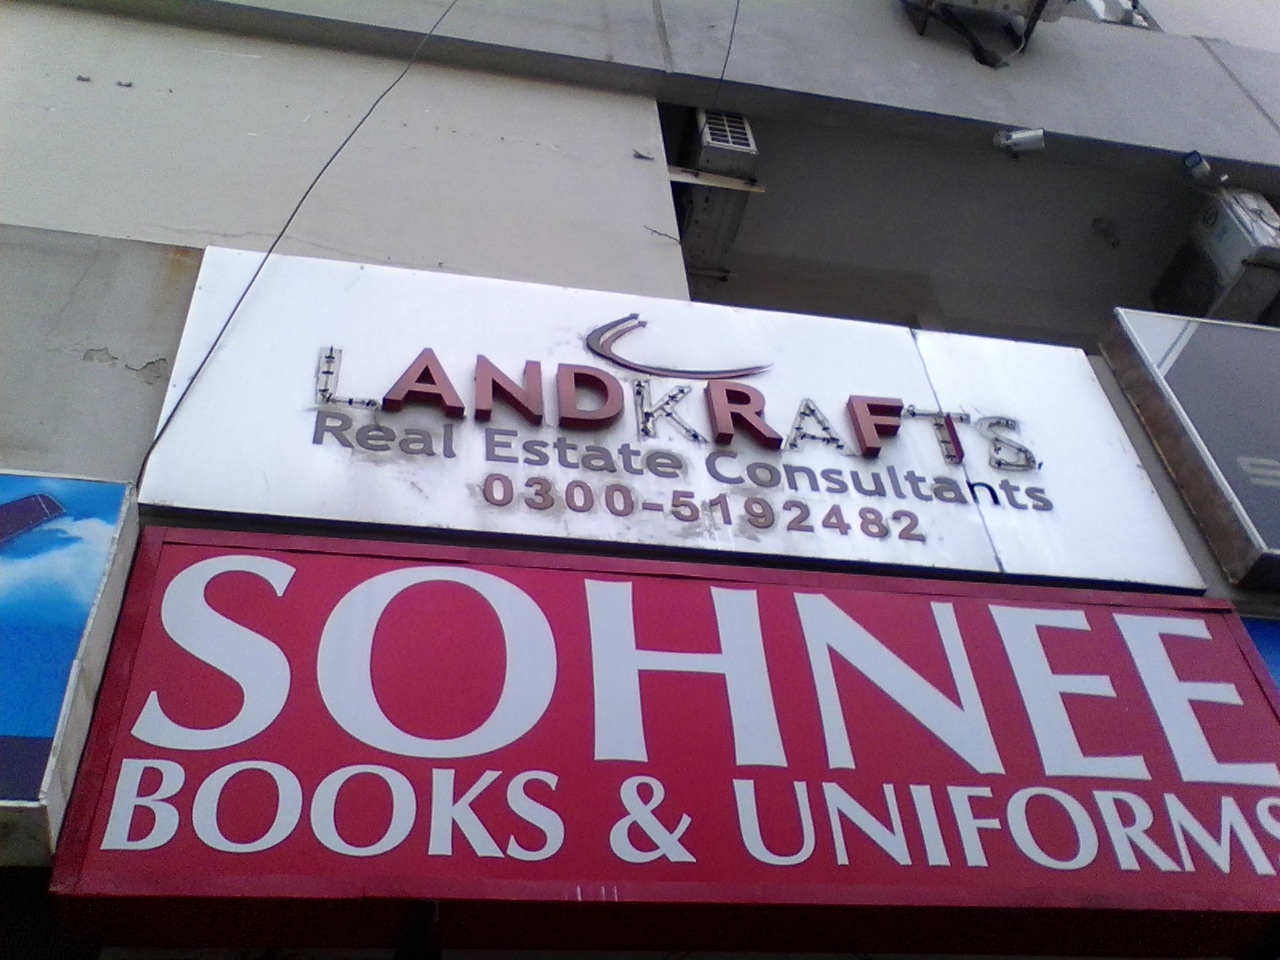 LANDKRAFTS
Real Estate Consultants
0300-5192482
SOHNEE
BOOKS & UNIFORMS